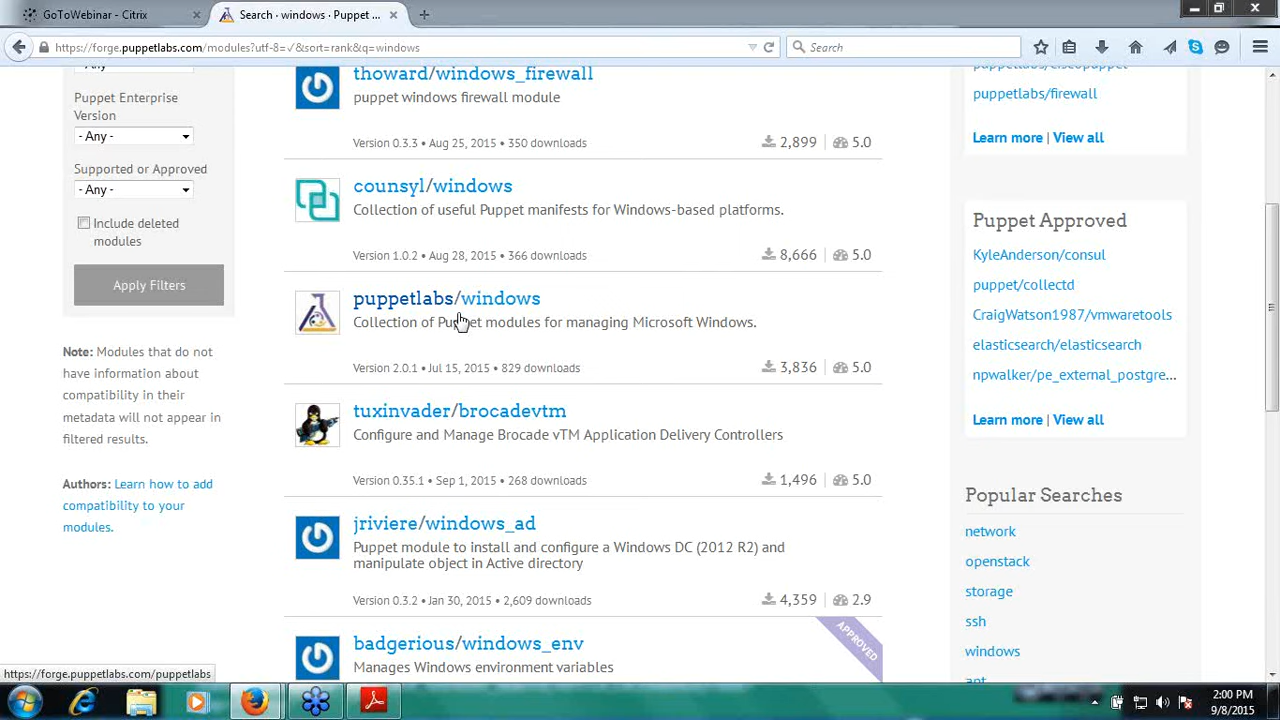 GoToWebinar - Citrix
Search · windows · Puppet ...
https://forge.puppetlabs.com/modules?utf-8=✓&sort=rank&q=windows
Search
- Any -
Puppet Enterprise
Version
- Any -
Supported or Approved
- Any -
Include deleted
modules
Apply Filters
Note: Modules that do not
have information about
compatibility in their
metadata will not appear in
filtered results.
Authors: Learn how to add
compatibility to your
modules.
thoward/windows_firewall
puppet windows firewall module
Version 0.3.3 • Aug 25, 2015 • 350 downloads
2,899 5.0
counsyl/windows
Collection of useful Puppet manifests for Windows-based platforms.
Version 1.0.2 • Aug 28, 2015 • 366 downloads
8,666 5.0
puppetlabs/windows
Collection of Puppet modules for managing Microsoft Windows.
Version 2.0.1 • Jul 15, 2015 • 829 downloads
3,836 5.0
tuxinvader/brocadevtm
Configure and Manage Brocade vTM Application Delivery Controllers
Version 0.35.1 • Sep 1, 2015 • 268 downloads
1,496 5.0
jriviere/windows_ad
Puppet module to install and configure a Windows DC (2012 R2) and
manipulate object in Active directory
Version 0.3.2 • Jan 30, 2015 • 2,609 downloads
4,359 2.9
badgerious/windows_env
Manages Windows environment variables
APPROVED
puppetlabs/ciscopuppet
puppetlabs/firewall
Learn more | View all
Puppet Approved
KyleAnderson/consul
puppet/collectd
CraigWatson1987/vmwaretools
elasticsearch/elasticsearch
npwalker/pe_external_postgre...
Learn more | View all
Popular Searches
network
openstack
storage
ssh
windows
apt
https://forge.puppetlabs.com/puppetlabs
2:00 PM
9/8/2015